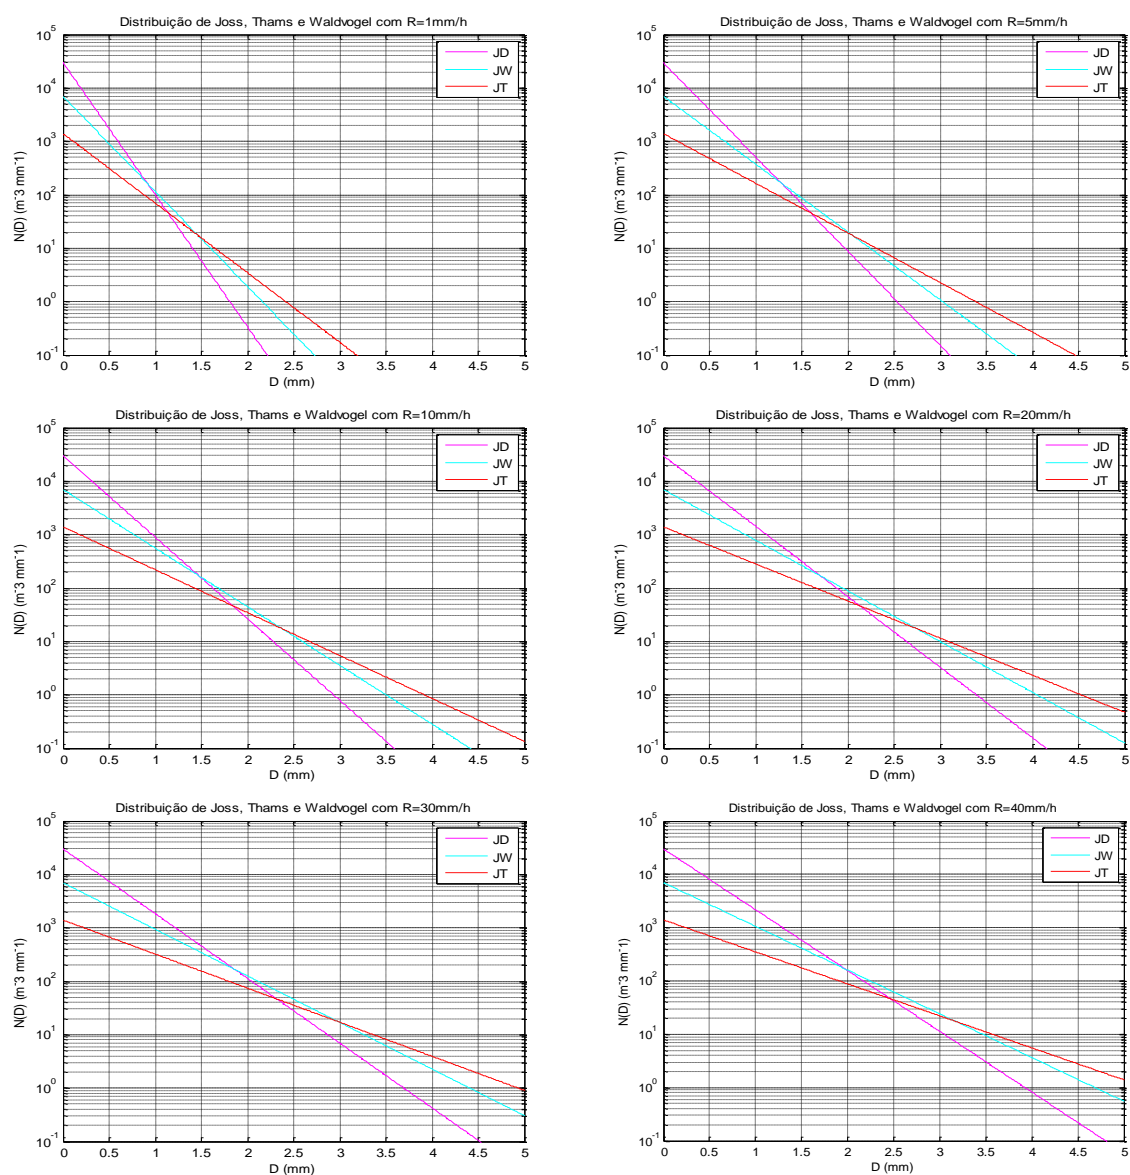 Distribuição de Joss, Thams e Waldvogel com R=1mm/h
N(D) (m-3 mm-1)
10^5
10^4
10^3
10^2
10^1
10^0
10^-1
JD
JW
JT
0 0.5 1 1.5 2 2.5 3 3.5 4 4.5 5
D (mm)
Distribuição de Joss, Thams e Waldvogel com R=5mm/h
N(D) (m-3 mm-1)
10^5
10^4
10^3
10^2
10^1
10^0
10^-1
JD
JW
JT
0 0.5 1 1.5 2 2.5 3 3.5 4 4.5 5
D (mm)
Distribuição de Joss, Thams e Waldvogel com R=10mm/h
N(D) (m-3 mm-1)
10^5
10^4
10^3
10^2
10^1
10^0
10^-1
JD
JW
JT
0 0.5 1 1.5 2 2.5 3 3.5 4 4.5 5
D (mm)
Distribuição de Joss, Thams e Waldvogel com R=20mm/h
N(D) (m-3 mm-1)
10^5
10^4
10^3
10^2
10^1
10^0
10^-1
JD
JW
JT
0 0.5 1 1.5 2 2.5 3 3.5 4 4.5 5
D (mm)
Distribuição de Joss, Thams e Waldvogel com R=30mm/h
N(D) (m-3 mm-1)
10^5
10^4
10^3
10^2
10^1
10^0
10^-1
JD
JW
JT
0 0.5 1 1.5 2 2.5 3 3.5 4 4.5 5
D (mm)
Distribuição de Joss, Thams e Waldvogel com R=40mm/h
N(D) (m-3 mm-1)
10^5
10^4
10^3
10^2
10^1
10^0
10^-1
JD
JW
JT
0 0.5 1 1.5 2 2.5 3 3.5 4 4.5 5
D (mm)